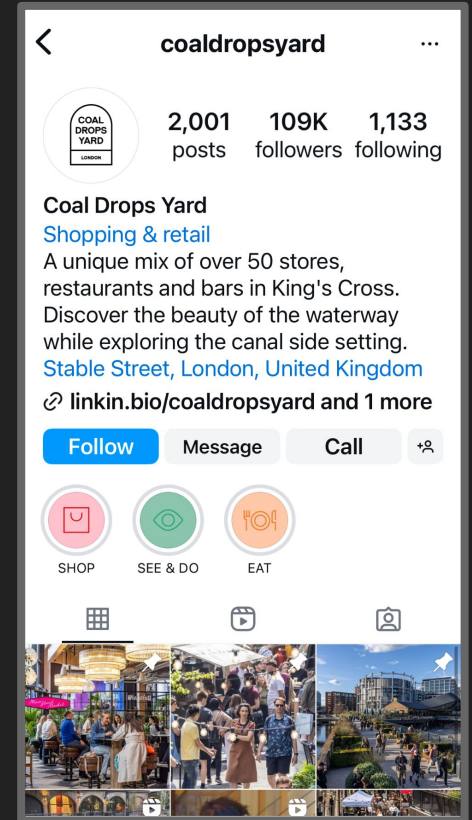 coaldropsyard
COAL
DROPS
YARD
LONDON
2,001 109K 1,133
posts followers following
Coal Drops Yard
Shopping & retail
A unique mix of over 50 stores,
restaurants and bars in King's Cross.
Discover the beauty of the waterway
while exploring the canal side setting.
Stable Street, London, United Kingdom
linkin.bio/coaldropsyard and 1 more
Follow Message Call
SHOP SEE & DO EAT